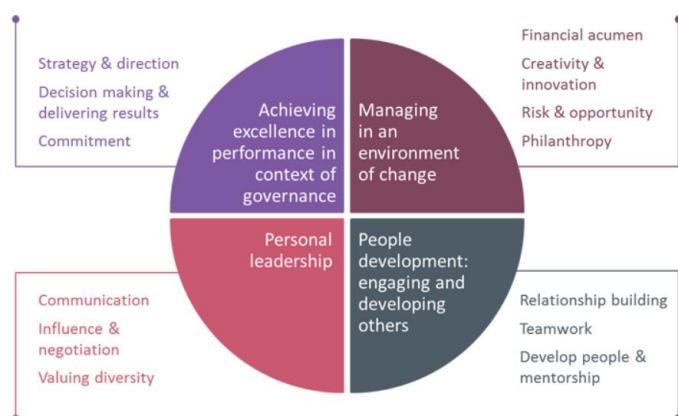 Strategy & direction
Decision making &
delivering results
Commitment
Achieving
excellence in
performance in
context of
governance
Managing
in an
environment
of change
Financial acumen
Creativity &
innovation
Risk & opportunity
Philanthropy
Communication
Influence &
negotiation
Valuing diversity
Personal
leadership
People
development:
engaging and
developing
others
Relationship building
Teamwork
Develop people &
mentorship